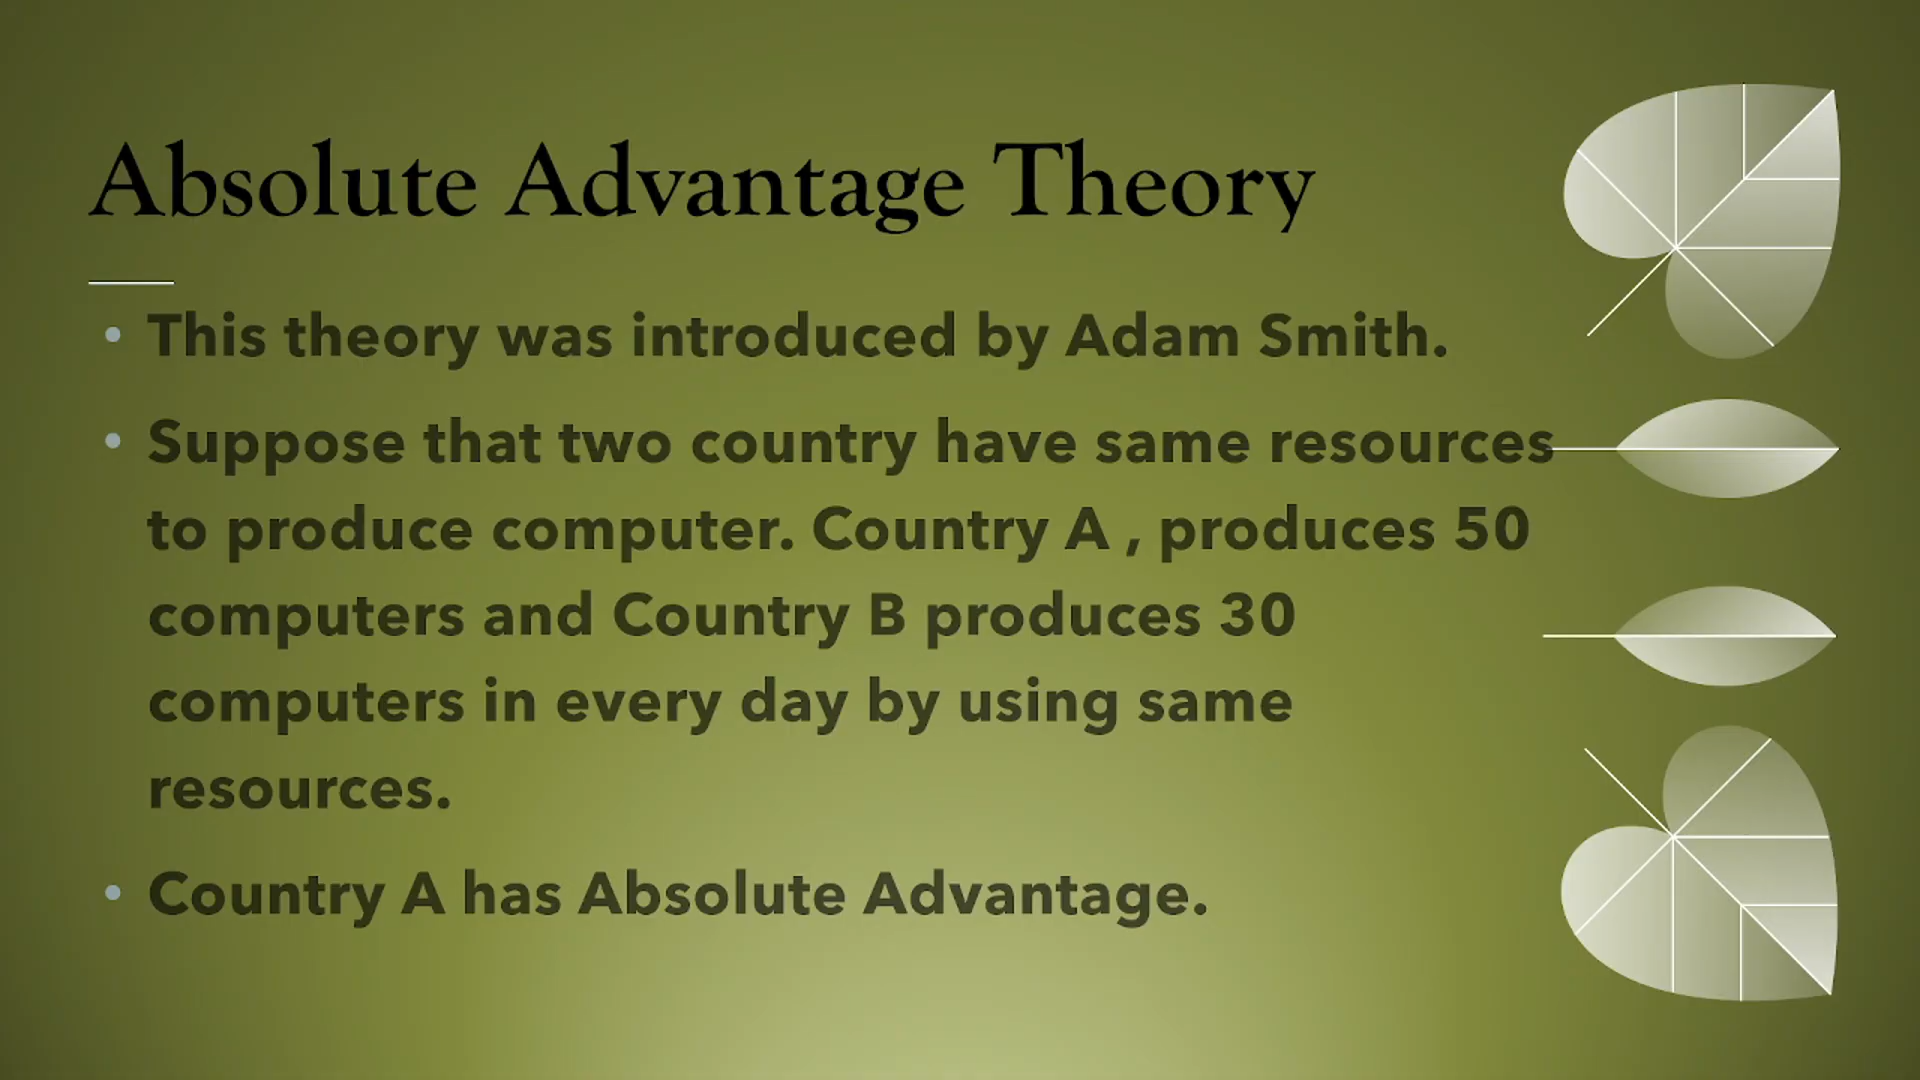 Absolute Advantage Theory
• This theory was introduced by Adam Smith.
• Suppose that two country have same resources
to produce computer. Country A , produces 50
computers and Country B produces 30
computers in every day by using same
resources.
• Country A has Absolute Advantage.